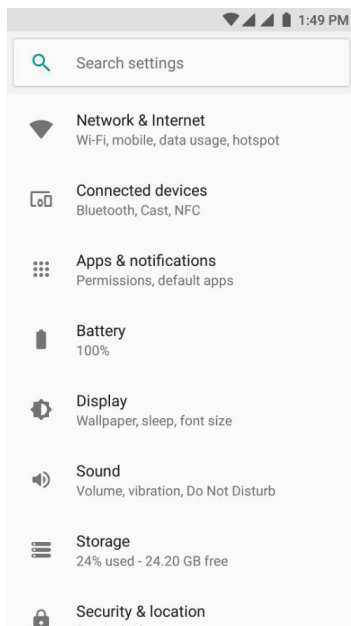 1:49 PM
Search settings
Network & Internet
Wi-Fi, mobile, data usage, hotspot
Connected devices
Bluetooth, Cast, NFC
Apps & notifications
Permissions, default apps
Battery
100%
Display
Wallpaper, sleep, font size
Sound
Volume, vibration, Do Not Disturb
Storage
24% used - 24.20 GB free
Security & location